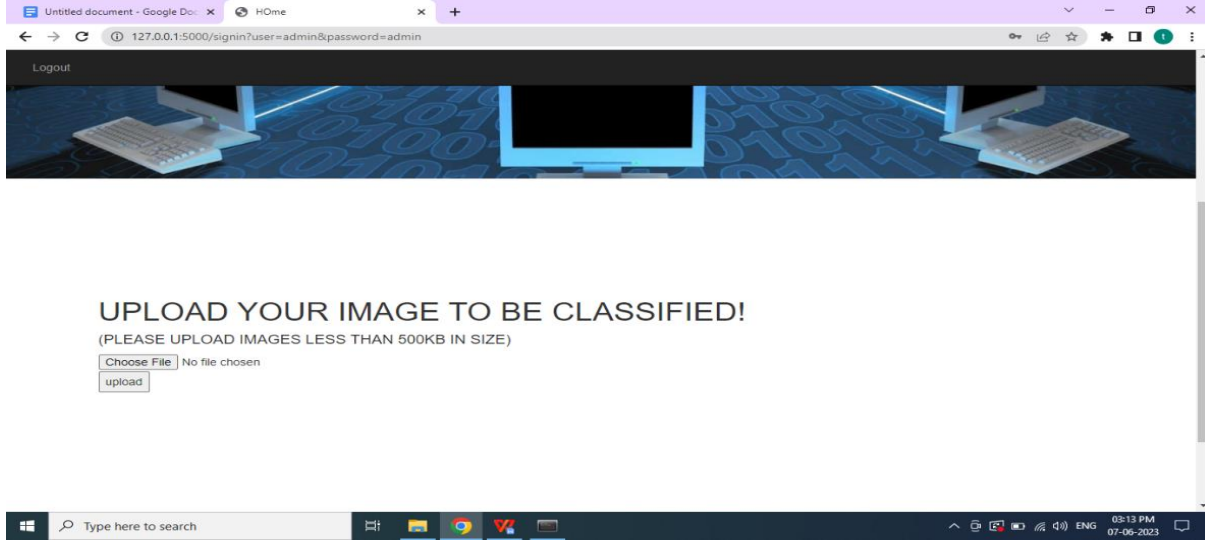 Untitled document - Google Doc
HOme
127.0.0.1:5000/signin?user=admin&password=admin
t
Logout
UPLOAD YOUR IMAGE TO BE CLASSIFIED!
(PLEASE UPLOAD IMAGES LESS THAN 500KB IN SIZE)
Choose File No file chosen
upload
Type here to search
ENG
03:13 PM
07-06-2023